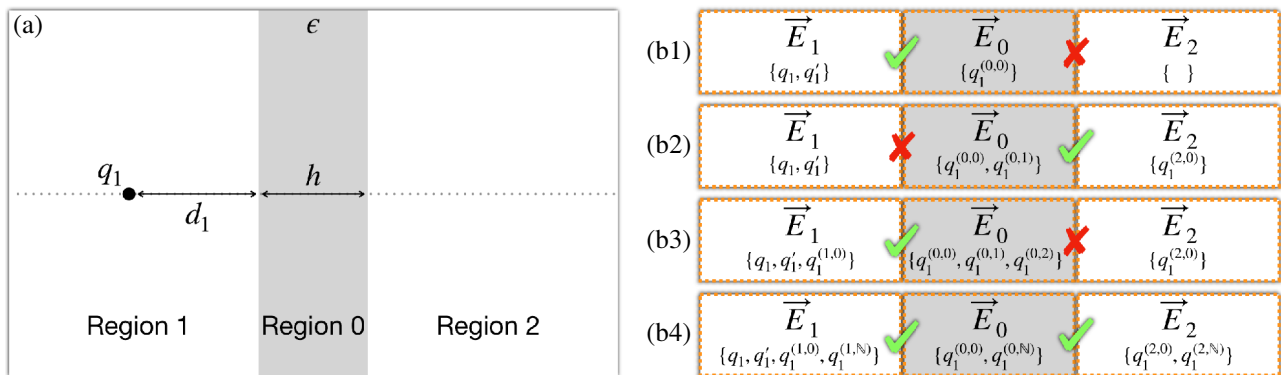 (a)
ϵ
q₁
d₁
h
Region 1
Region 0
Region 2
(b1)
E⃗₁
E⃗₀
E⃗₂
{q₁, q₁′}
{q₁^(0,0)}
{ }
(b2)
E⃗₁
E⃗₀
E⃗₂
{q₁, q₁′}
{q₁^(0,0), q₁^(0,1)}
{q₁^(2,0)}
(b3)
E⃗₁
E⃗₀
E⃗₂
{q₁, q₁′, q₁^(1,0)}
{q₁^(0,0), q₁^(0,1), q₁^(0,2)}
{q₁^(2,0)}
(b4)
E⃗₁
E⃗₀
E⃗₂
{q₁, q₁′, q₁^(1,0), q₁^(1,ℕ)}
{q₁^(0,0), q₁^(0,ℕ)}
{q₁^(2,0), q₁^(2,ℕ)}